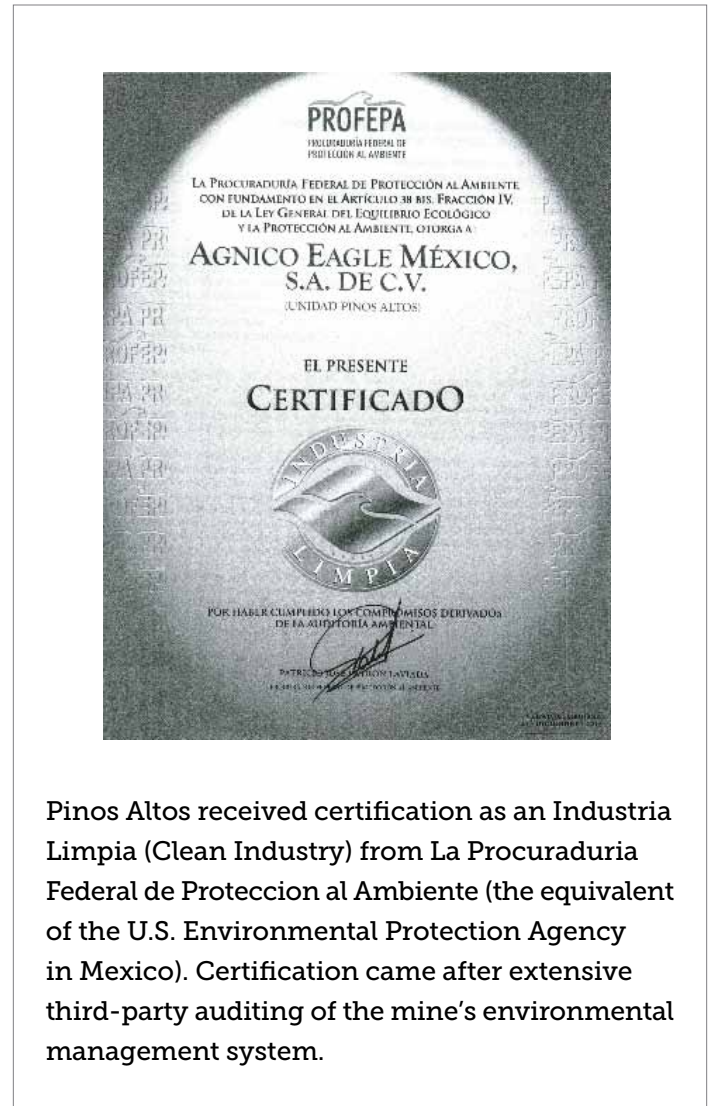 PROFEPA
PROCURADURÍA FEDERAL DE
PROTECCIÓN AL AMBIENTE
LA PROCURADURÍA FEDERAL DE PROTECCIÓN AL AMBIENTE
CON FUNDAMENTO EN EL ARTÍCULO 38 BIS. FRACCIÓN IV.
DE LA LEY GENERAL DEL EQUILIBRIO ECOLÓGICO
Y LA PROTECCIÓN AL AMBIENTE, OTORGA A
AGNICO EAGLE MÉXICO,
S.A. DE C.V.
(UNIDAD PINOS ALTOS)
EL PRESENTE
CERTIFICADO
INDUSTRIA
LIMPIA
POR HABER CUMPLIDO LOS COMPROMISOS DERIVADOS
DE LA AUDITORÍA AMBIENTAL
Pinos Altos received certification as an Industria
Limpia (Clean Industry) from La Procuraduria
Federal de Proteccion al Ambiente (the equivalent
of the U.S. Environmental Protection Agency
in Mexico). Certification came after extensive
third-party auditing of the mine’s environmental
management system.